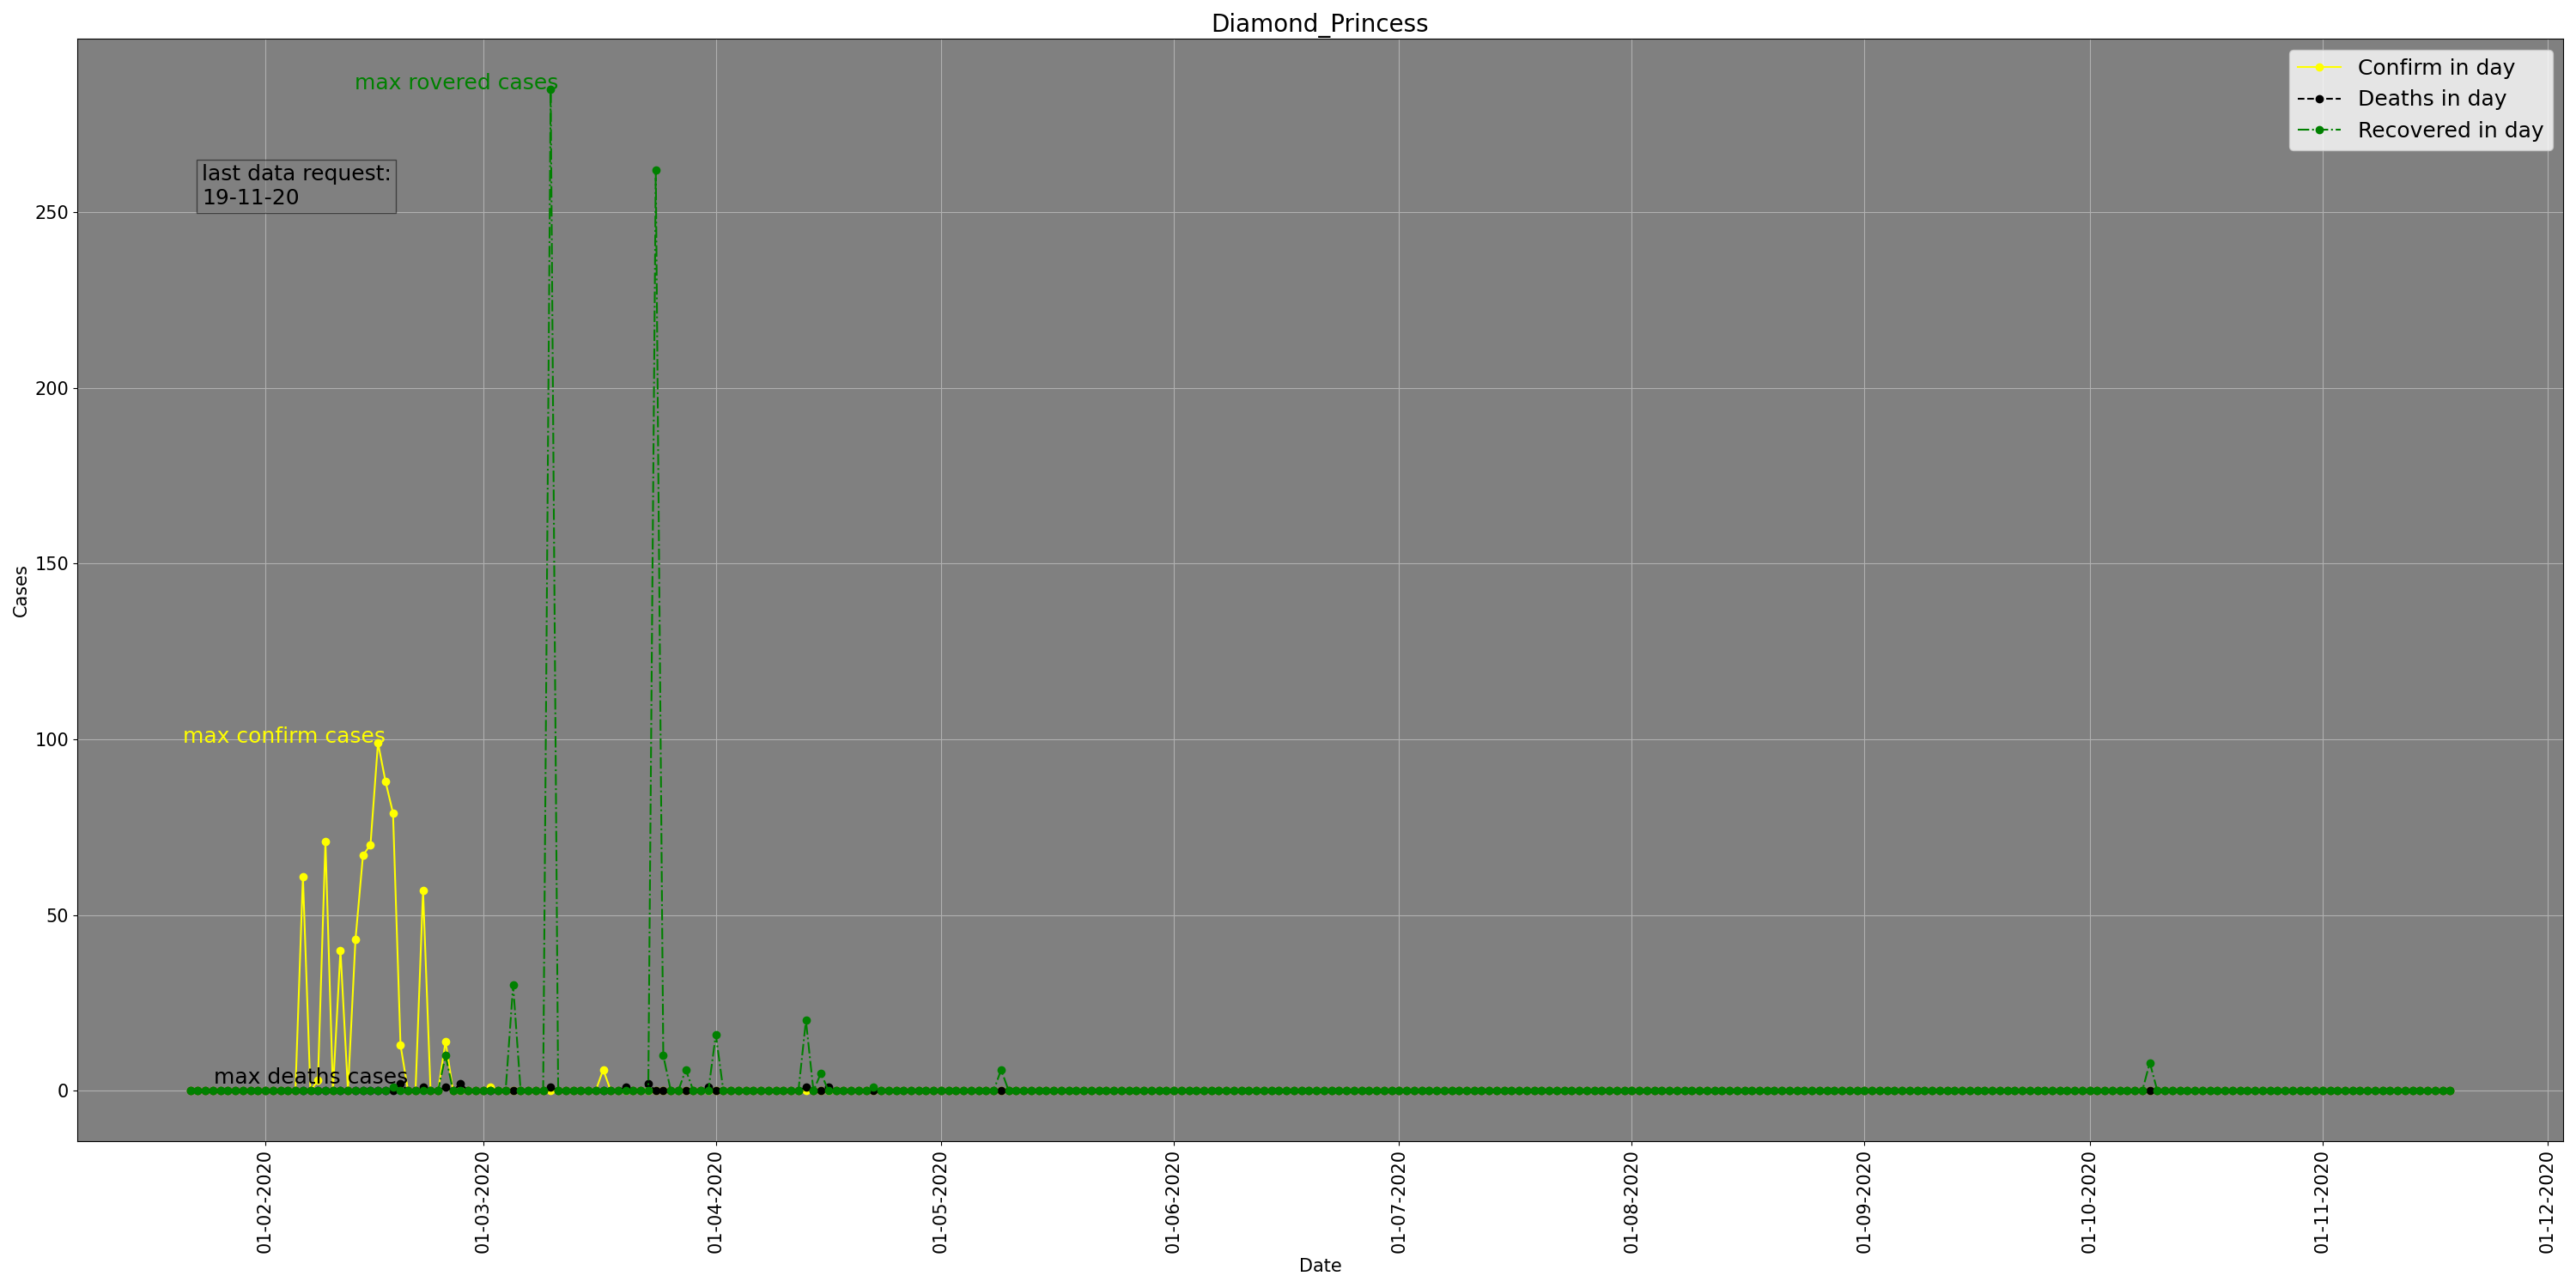 Diamond_Princess
Confirm in day
Deaths in day
Recovered in day
max rovered cases
last data request:
19-11-20
max confirm cases
max deaths cases
Cases
250
200
150
100
50
0
01-02-2020
01-03-2020
01-04-2020
01-05-2020
01-06-2020
01-07-2020
01-08-2020
01-09-2020
01-10-2020
01-11-2020
01-12-2020
Date